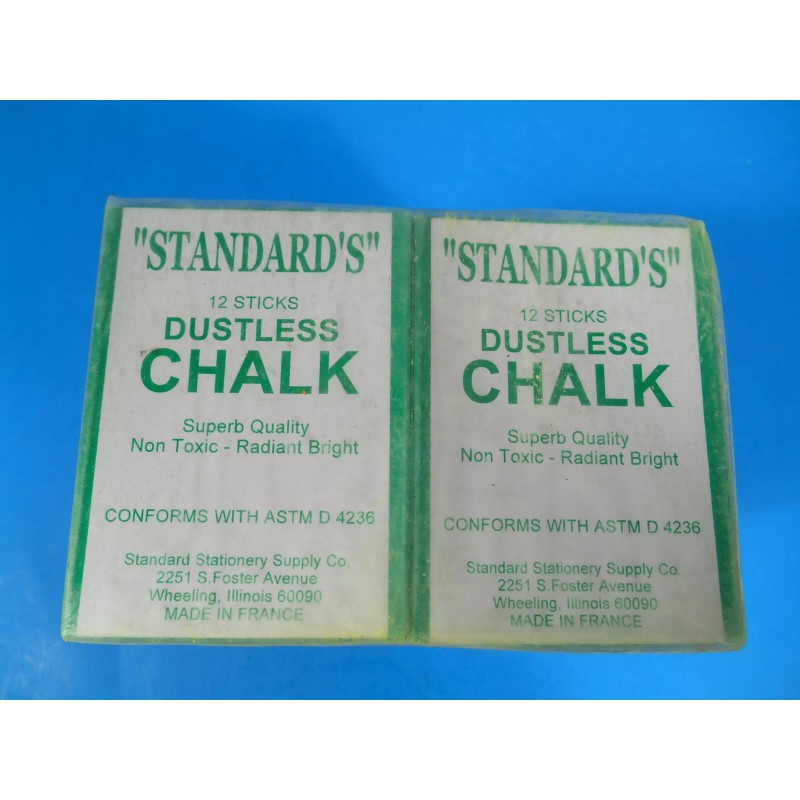 "STANDARD'S"
12 STICKS
DUSTLESS
CHALK
Superb Quality
Non Toxic - Radiant Bright
CONFORMS WITH ASTM D 4236
Standard Stationery Supply Co.
2251 S.Foster Avenue
Wheeling, Illinois 60090
MADE IN FRANCE
"STANDARD'S"
12 STICKS
DUSTLESS
CHALK
Superb Quality
Non Toxic - Radiant Bright
CONFORMS WITH ASTM D 4236
Standard Stationery Supply Co.
2251 S.Foster Avenue
Wheeling, Illinois 60090
MADE IN FRANCE